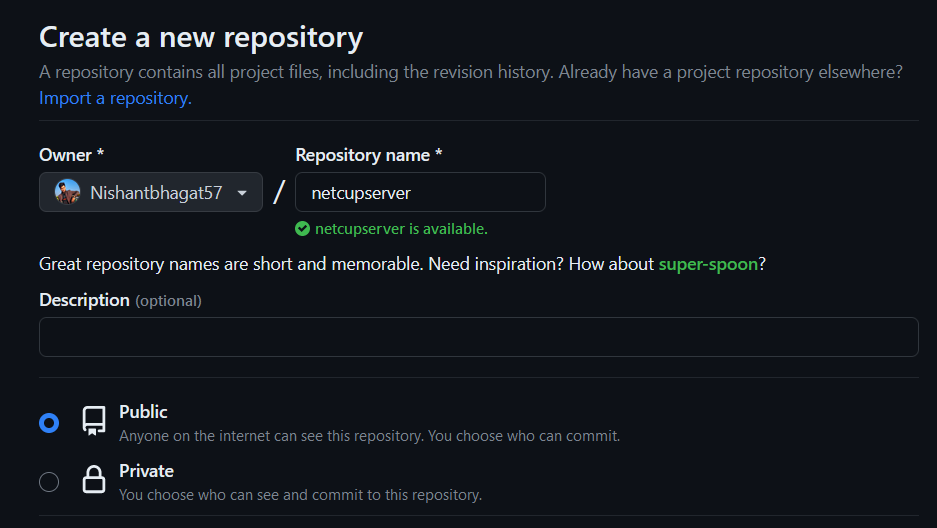 Create a new repository
A repository contains all project files, including the revision history. Already have a project repository elsewhere?
Import a repository.
Owner * Repository name *
Nishantbhagat57 / netcupserver
netcupserver is available.
Great repository names are short and memorable. Need inspiration? How about super-spoon?
Description (optional)
Public
Anyone on the internet can see this repository. You choose who can commit.
Private
You choose who can see and commit to this repository.